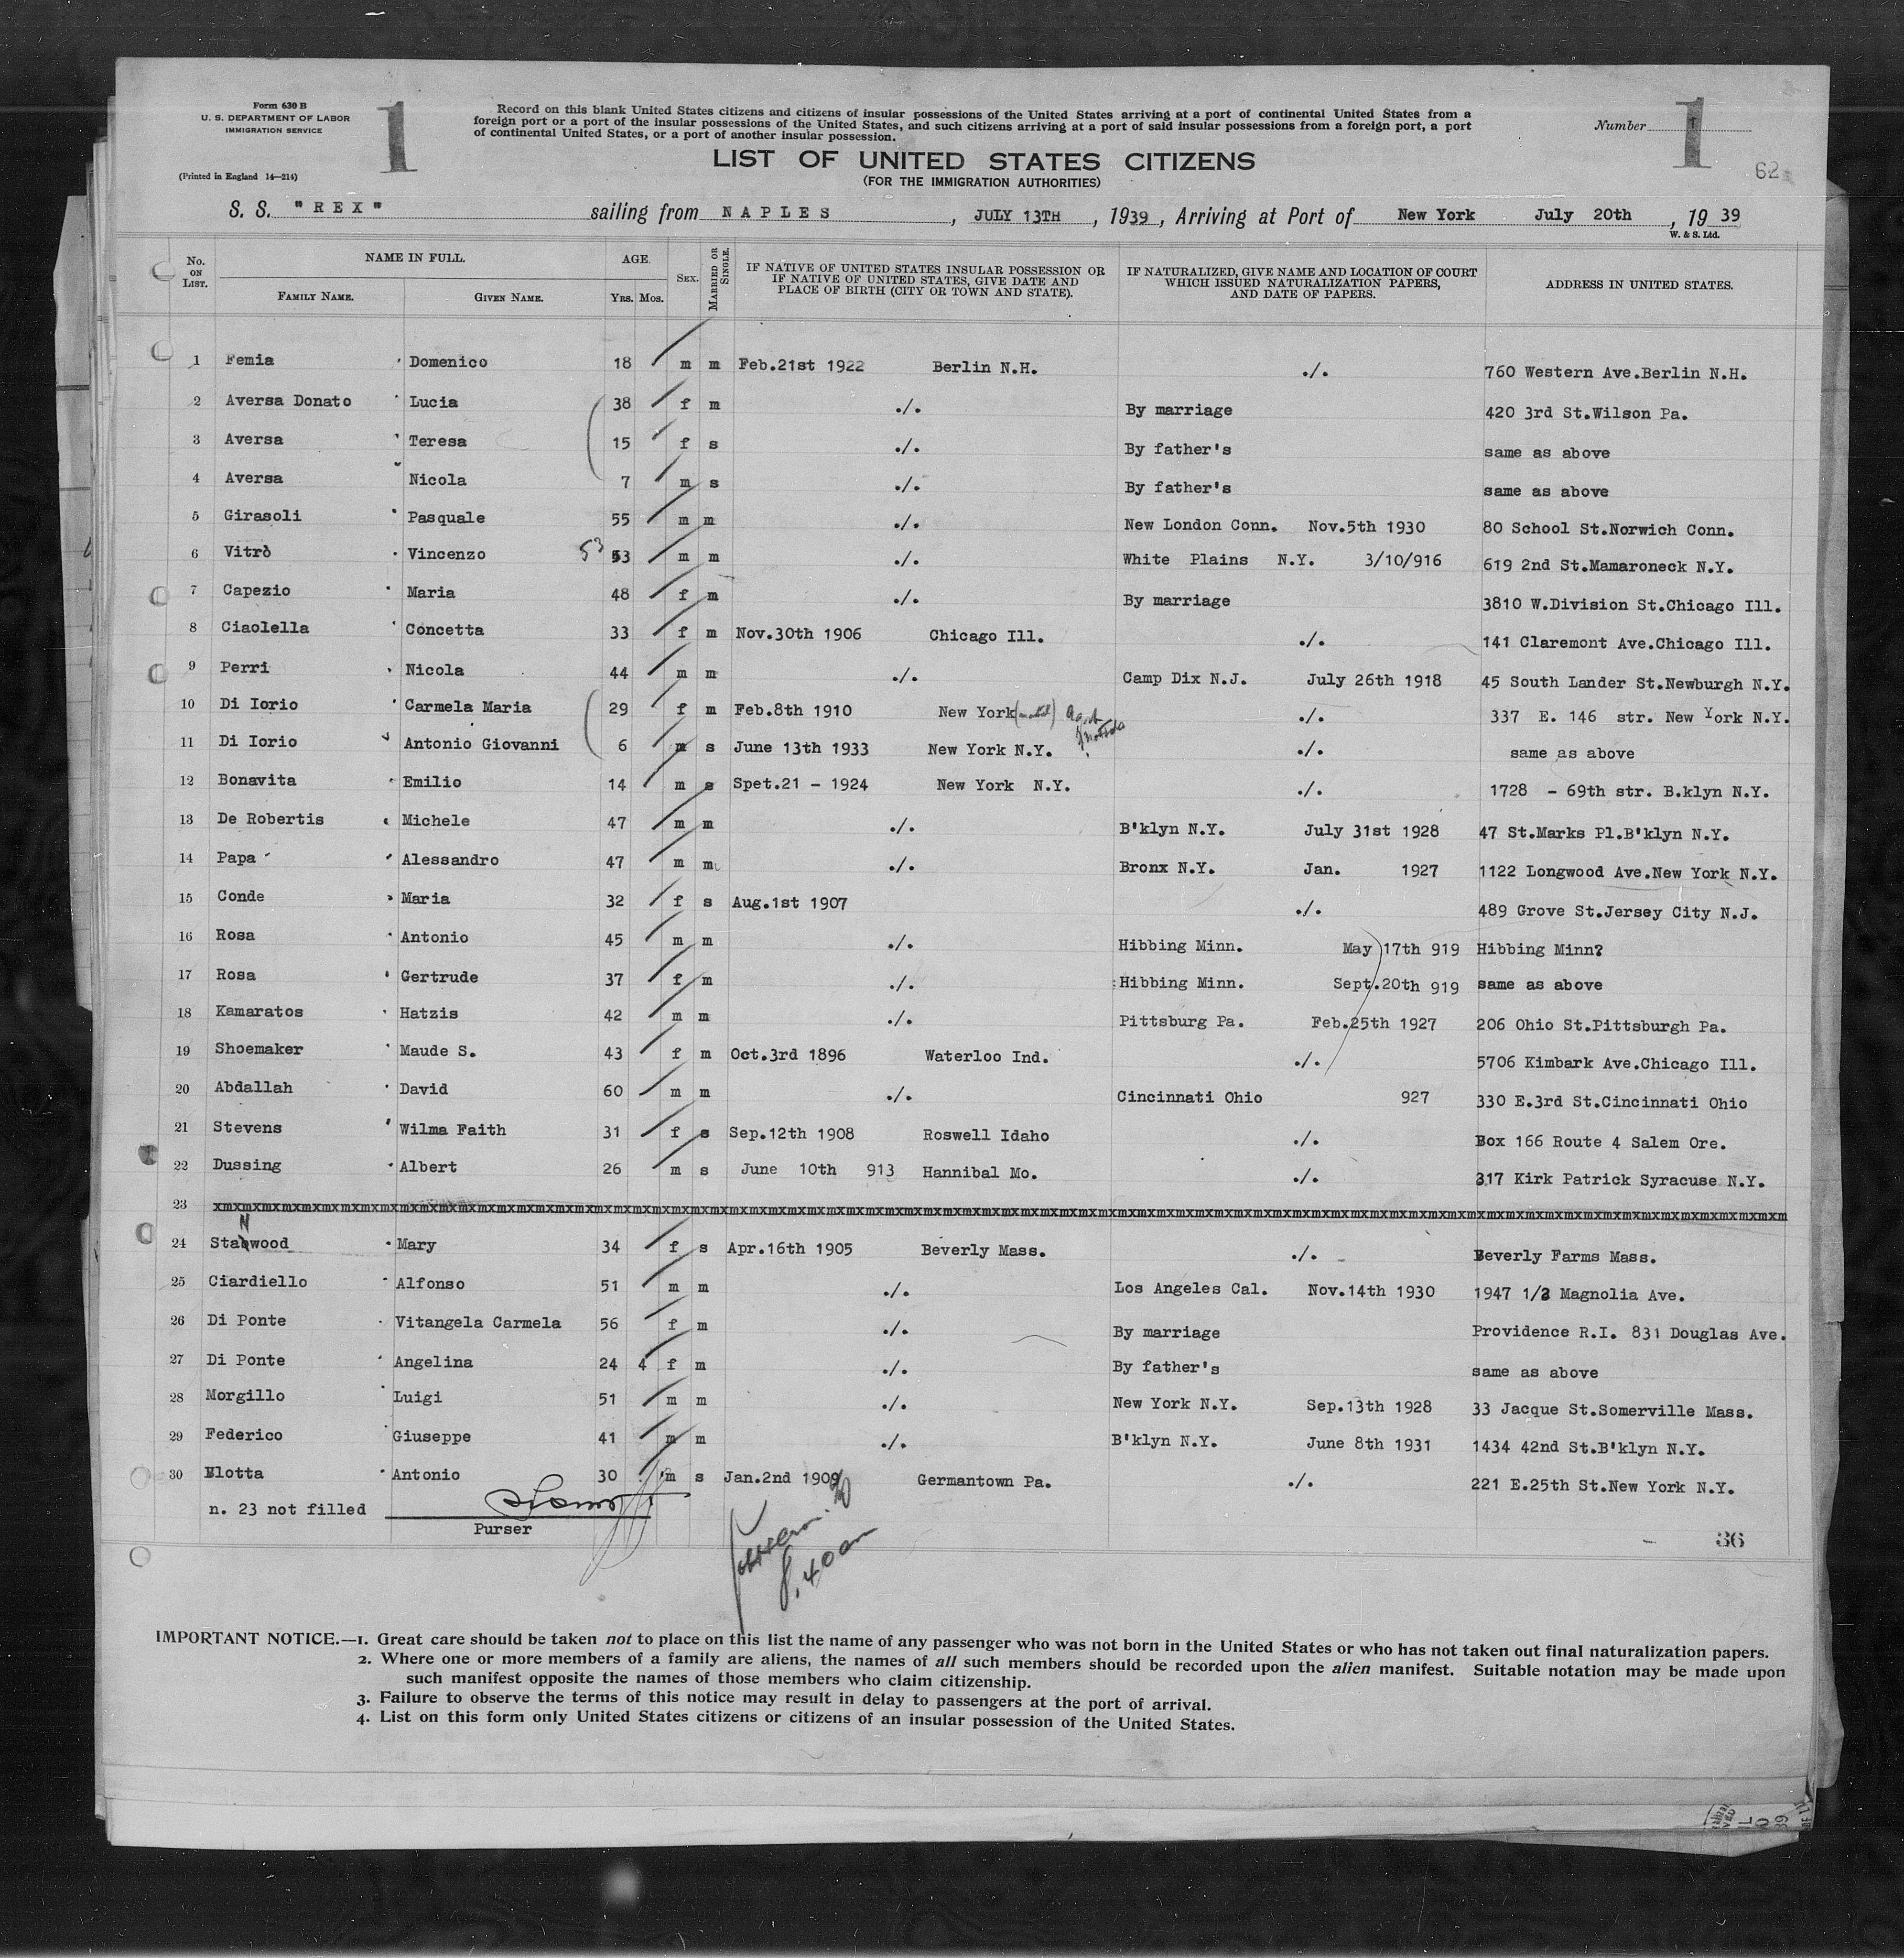 Form 630 B
U. S. DEPARTMENT OF LABOR
IMMIGRATION SERVICE
1
(Printed in England 14—214)
Record on this blank United States citizens and citizens of insular possessions of the United States arriving at a port of continental United States from a
foreign port or a port of the insular possessions of the United States, and such citizens arriving at a port of said insular possessions from a foreign port, a port
of continental United States, or a port of another insular possession.
Number 1
1
62
LIST OF UNITED STATES CITIZENS
(FOR THE IMMIGRATION AUTHORITIES)
S. S. "REX" sailing from NAPLES, JULY 13TH, 1939, Arriving at Port of New York July 20th, 1939
W. & S. Ltd.
No. ON LIST. NAME IN FULL. FAMILY NAME. GIVEN NAME. AGE. Yrs. Mos. SEX. MARRIED OR SINGLE. IF NATIVE OF UNITED STATES INSULAR POSSESSION OR IF NATIVE OF UNITED STATES, GIVE DATE AND PLACE OF BIRTH (CITY OR TOWN AND STATE). IF NATURALIZED, GIVE NAME AND LOCATION OF COURT WHICH ISSUED NATURALIZATION PAPERS, AND DATE OF PAPERS. ADDRESS IN UNITED STATES.
1 Femia Domenico 18 m m Feb.21st 1922 Berlin N.H. ./. 760 Western Ave.Berlin N.H.
2 Aversa Donato Lucia 38 f m ./. By marriage 420 3rd St.Wilson Pa.
3 Aversa Teresa 15 f s ./. By father's same as above
4 Aversa Nicola 7 m s ./. By father's same as above
5 Girasoli Pasquale 55 m m ./. New London Conn. Nov.5th 1930 80 School St.Norwich Conn.
6 Vitrò Vincenzo 53 53 m m ./. White Plains N.Y. 3/10/916 619 2nd St.Mamaroneck N.Y.
7 Capezio Maria 48 f m ./. By marriage 3810 W.Division St.Chicago Ill.
8 Ciaolella Concetta 33 f m Nov.30th 1906 Chicago Ill. ./. 141 Claremont Ave.Chicago Ill.
9 Perri Nicola 44 m m ./. Camp Dix N.J. July 26th 1918 45 South Lander St.Newburgh N.Y.
10 Di Iorio Carmela Maria 29 f m Feb.8th 1910 New York ./. 337 E. 146 str. New York N.Y.
11 Di Iorio Antonio Giovanni 6 m s June 13th 1933 New York N.Y. ./. same as above
12 Bonavita Emilio 14 m s Spet.21 - 1924 New York N.Y. ./. 1728 - 69th str. B.klyn N.Y.
13 De Robertis Michele 47 m m ./. B'klyn N.Y. July 31st 1928 47 St.Marks Pl.B'klyn N.Y.
14 Papa Alessandro 47 m m ./. Bronx N.Y. Jan. 1927 1122 Longwood Ave.New York N.Y.
15 Conde Maria 32 f s Aug.1st 1907 ./. 489 Grove St.Jersey City N.J.
16 Rosa Antonio 45 m m ./. Hibbing Minn. May 17th 919 Hibbing Minn?
17 Rosa Gertrude 37 f m ./. Hibbing Minn. Sept.20th 919 same as above
18 Kamaratos Hatzis 42 m m ./. Pittsburg Pa. Feb.25th 1927 206 Ohio St.Pittsburgh Pa.
19 Shoemaker Maude S. 43 f m Oct.3rd 1896 Waterloo Ind. ./. 5706 Kimbark Ave.Chicago Ill.
20 Abdallah David 60 m m ./. Cincinnati Ohio 927 330 E.3rd St.Cincinnati Ohio
21 Stevens Wilma Faith 31 f s Sep.12th 1908 Roswell Idaho ./. Box 166 Route 4 Salem Ore.
22 Dussing Albert 26 m s June 10th 913 Hannibal Mo. ./. 317 Kirk Patrick Syracuse N.Y.
23
24 Stanwood Mary 34 f s Apr.16th 1905 Beverly Mass. ./. Beverly Farms Mass.
25 Ciardiello Alfonso 51 m m ./. Los Angeles Cal. Nov.14th 1930 1947 1/2 Magnolia Ave.
26 Di Ponte Vitangela Carmela 56 f m ./. By marriage Providence R.I. 831 Douglas Ave.
27 Di Ponte Angelina 24 4 f m ./. By father's same as above
28 Morgillo Luigi 51 m m ./. New York N.Y. Sep.13th 1928 33 Jacque St.Somerville Mass.
29 Federico Giuseppe 41 m m ./. B'klyn N.Y. June 8th 1931 1434 42nd St.B'klyn N.Y.
30 Elotta Antonio 30 m s Jan.2nd 1909 Germantown Pa. ./. 221 E.25th St.New York N.Y.
n. 23 not filled
Purser
8.40 am
36
IMPORTANT NOTICE.—1. Great care should be taken not to place on this list the name of any passenger who was not born in the United States or who has not taken out final naturalization papers.
2. Where one or more members of a family are aliens, the names of all such members should be recorded upon the alien manifest. Suitable notation may be made upon
such manifest opposite the names of those members who claim citizenship.
3. Failure to observe the terms of this notice may result in delay to passengers at the port of arrival.
4. List on this form only United States citizens or citizens of an insular possession of the United States.